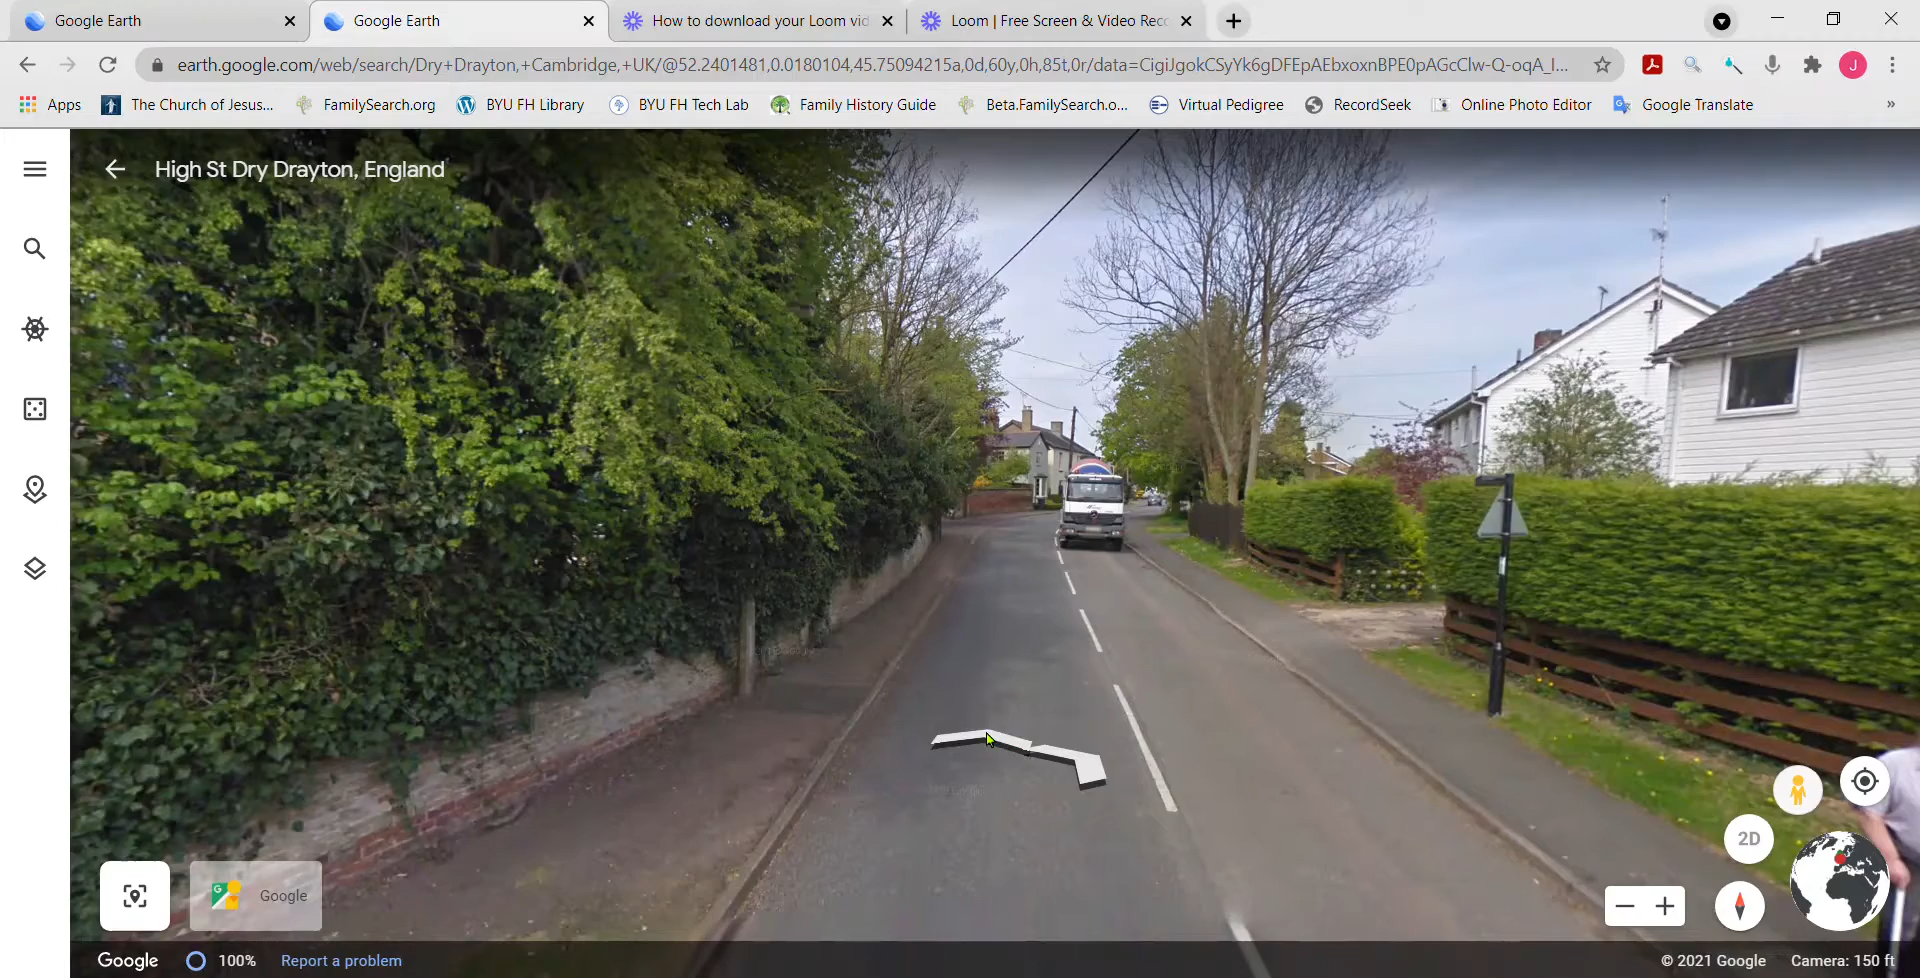 Google Earth
Google Earth
How to download your Loom vid
Loom | Free Screen & Video Reco
earth.google.com/web/search/Dry+Drayton,+Cambridge,+UK/@52.2401481,0.0180104,45.75094215a,0d,60y,0h,85t,0r/data=CigiJgokCSyYk6gDFEpAEbxoxnBPE0pAGcClw-Q-oqA_I...
J
Apps
The Church of Jesus...
FamilySearch.org
BYU FH Library
BYU FH Tech Lab
Family History Guide
Beta.FamilySearch.o...
Virtual Pedigree
RecordSeek
Online Photo Editor
Google Translate
»
High St Dry Drayton, England
2D
Google
Google
100%
Report a problem
© 2021 Google
Camera: 150 ft